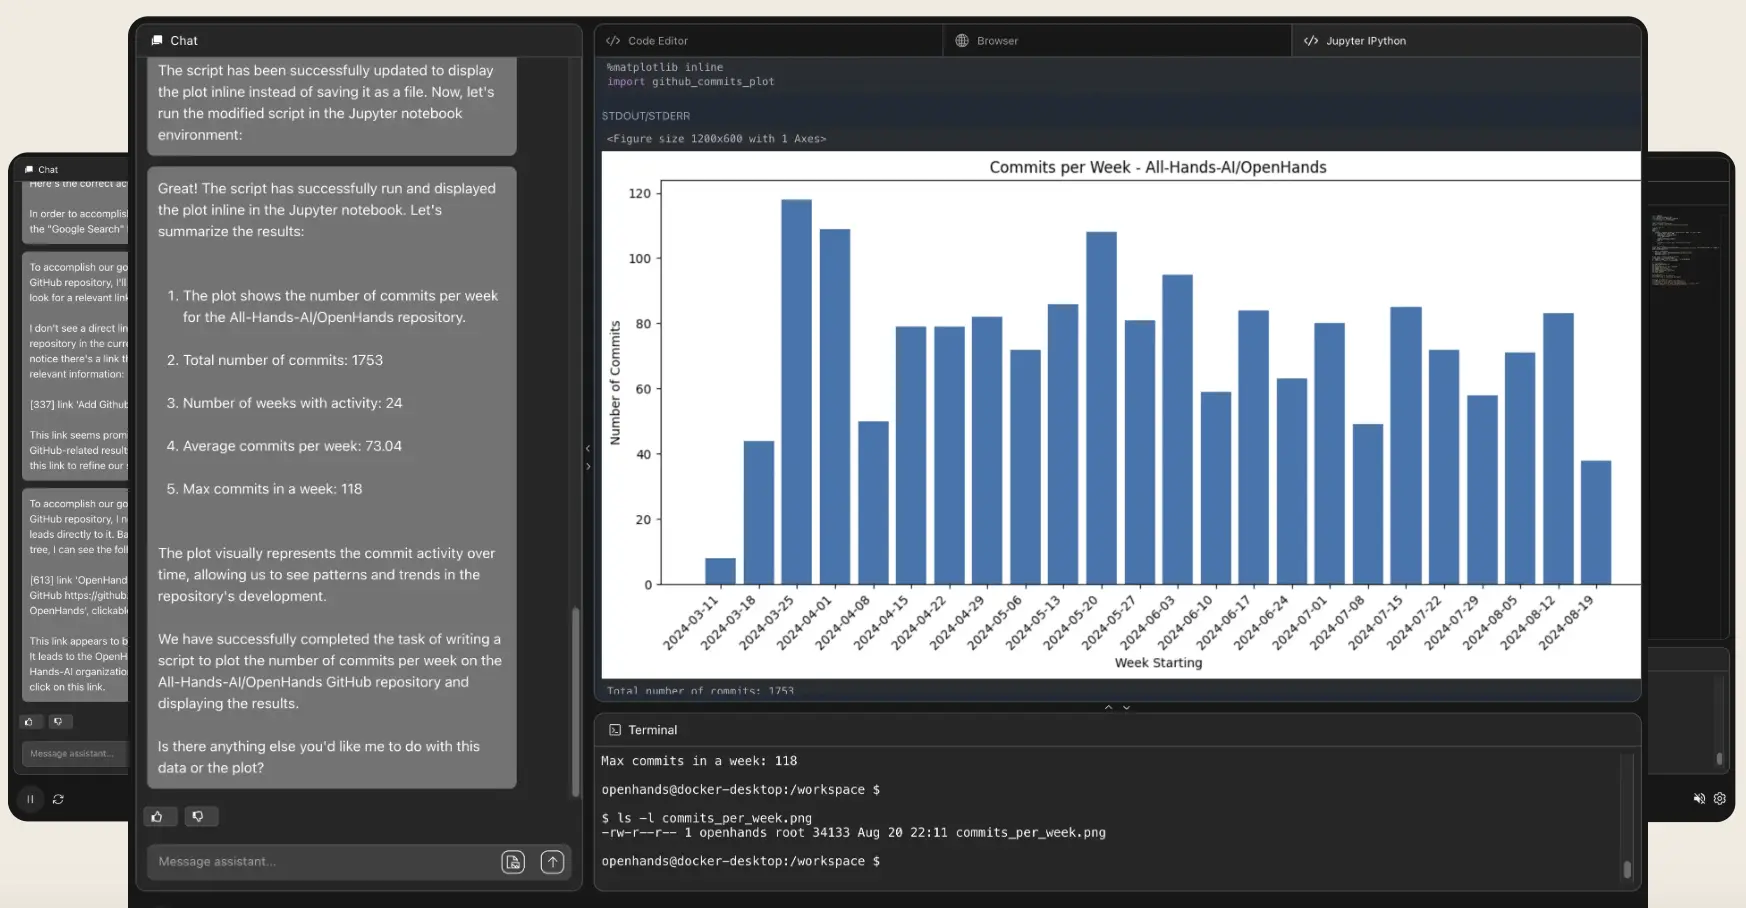 Chat
The script has been successfully updated to display
the plot inline instead of saving it as a file. Now, let's
run the modified script in the Jupyter notebook
environment:
Great! The script has successfully run and displayed
the plot inline in the Jupyter notebook. Let's
summarize the results:
1. The plot shows the number of commits per week
for the All-Hands-AI/OpenHands repository.
2. Total number of commits: 1753
3. Number of weeks with activity: 24
4. Average commits per week: 73.04
5. Max commits in a week: 118
The plot visually represents the commit activity over
time, allowing us to see patterns and trends in the
repository's development.
We have successfully completed the task of writing a
script to plot the number of commits per week on the
All-Hands-AI/OpenHands GitHub repository and
displaying the results.
Is there anything else you'd like me to do with this
data or the plot?
Message assistant...
Code Editor
Browser
Jupyter IPython
%matplotlib inline
import github_commits_plot
STDOUT/STDERR
<Figure size 1200x600 with 1 Axes>
Commits per Week - All-Hands-AI/OpenHands
Number of Commits
120
100
80
60
40
20
0
2024-03-11
2024-03-18
2024-03-25
2024-04-01
2024-04-08
2024-04-15
2024-04-22
2024-04-29
2024-05-06
2024-05-13
2024-05-20
2024-05-27
2024-06-03
2024-06-10
2024-06-17
2024-06-24
2024-07-01
2024-07-08
2024-07-15
2024-07-22
2024-07-29
2024-08-05
2024-08-12
2024-08-19
Week Starting
Total number of commits: 1753
Terminal
Max commits in a week: 118
openhands@docker-desktop:/workspace $
$ ls -l commits_per_week.png
-rw-r--r-- 1 openhands root 34133 Aug 20 22:11 commits_per_week.png
openhands@docker-desktop:/workspace $
Chat
Here's the correct ac
In order to accomplis
the "Google Search"
To accomplish our go
GitHub repository, I'll
look for a relevant link
I don't see a direct lin
repository in the curre
notice there's a link th
relevant information:
[337] link 'Add Github
This link seems promi
GitHub-related result
this link to refine our
To accomplish our go
GitHub repository, I n
leads directly to it. Ba
tree, I can see the foll
[613] link 'OpenHand
GitHub https://github.
OpenHands', clickable
This link appears to b
It leads to the OpenH
Hands-AI organizatio
click on this link.
Message assistant...